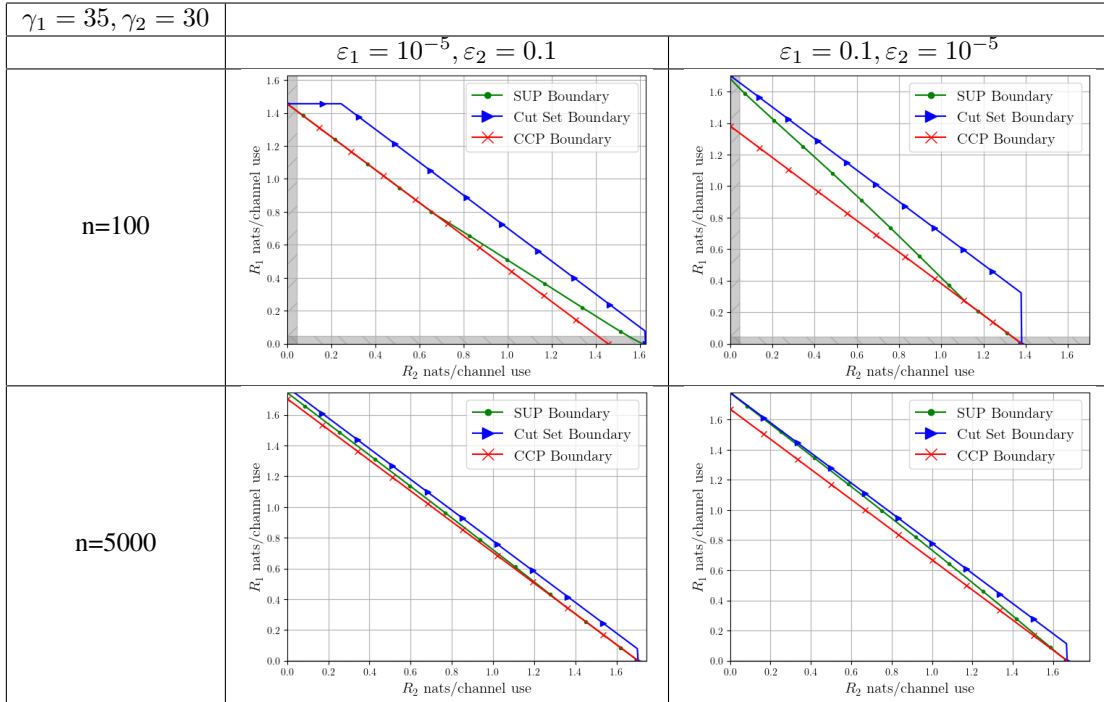 γ₁ = 35, γ₂ = 30
ε₁ = 10⁻⁵, ε₂ = 0.1
ε₁ = 0.1, ε₂ = 10⁻⁵
n=100
R₁ nats/channel use
1.6
1.4
1.2
1.0
0.8
0.6
0.4
0.2
0.0
SUP Boundary
Cut Set Boundary
CCP Boundary
0.0 0.2 0.4 0.6 0.8 1.0 1.2 1.4 1.6
R₂ nats/channel use
R₁ nats/channel use
1.6
1.4
1.2
1.0
0.8
0.6
0.4
0.2
0.0
SUP Boundary
Cut Set Boundary
CCP Boundary
0.0 0.2 0.4 0.6 0.8 1.0 1.2 1.4 1.6
R₂ nats/channel use
n=5000
R₁ nats/channel use
1.6
1.4
1.2
1.0
0.8
0.6
0.4
0.2
0.0
SUP Boundary
Cut Set Boundary
CCP Boundary
0.0 0.2 0.4 0.6 0.8 1.0 1.2 1.4 1.6
R₂ nats/channel use
R₁ nats/channel use
1.6
1.4
1.2
1.0
0.8
0.6
0.4
0.2
0.0
SUP Boundary
Cut Set Boundary
CCP Boundary
0.0 0.2 0.4 0.6 0.8 1.0 1.2 1.4 1.6
R₂ nats/channel use